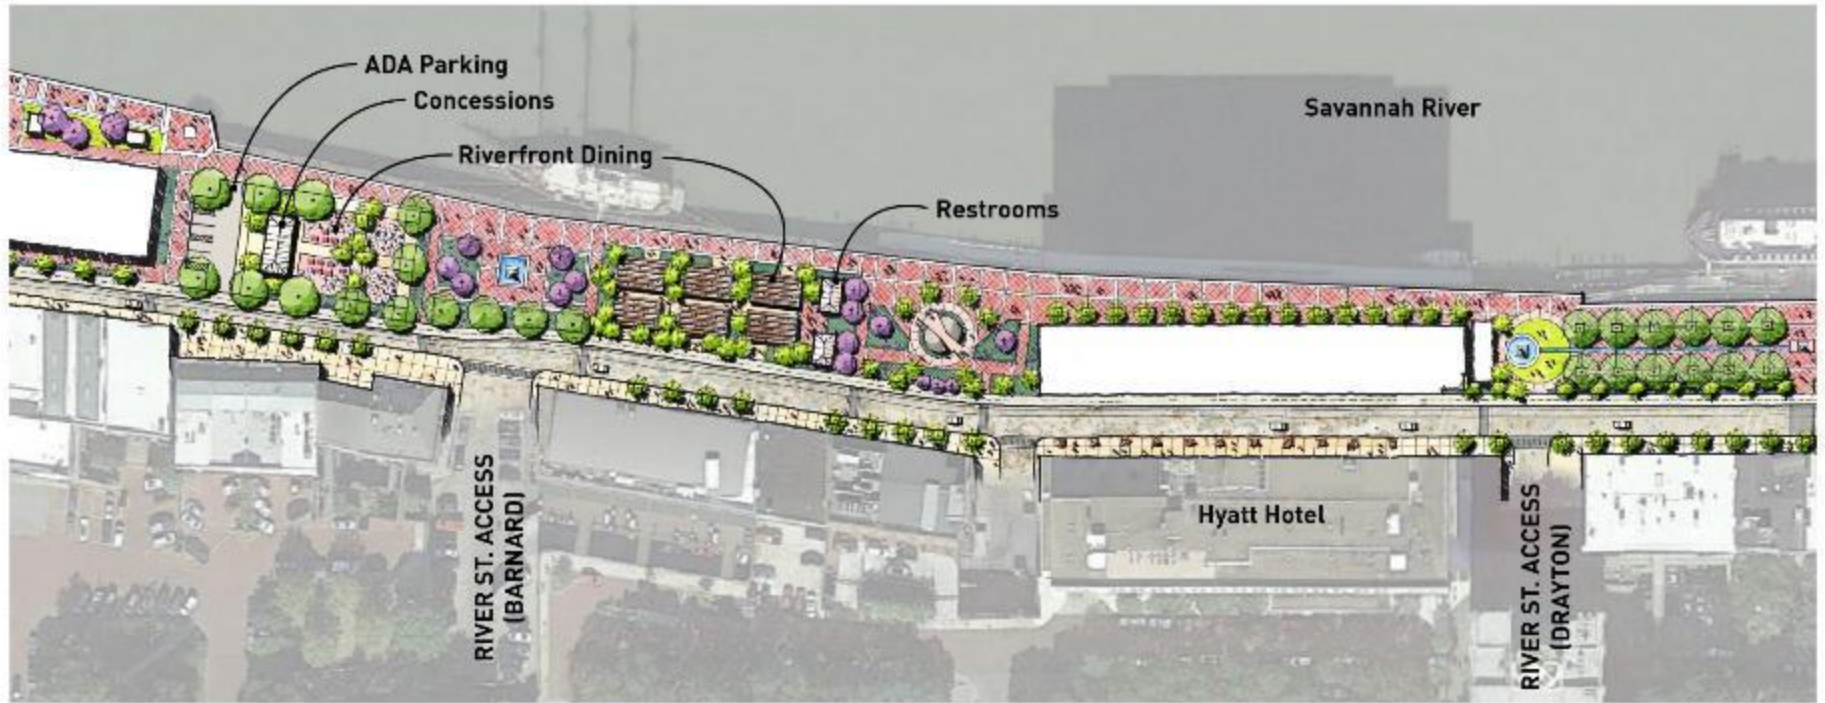 ADA Parking
Concessions
Savannah River
Riverfront Dining
Restrooms
Hyatt Hotel
RIVER ST. ACCESS
(BARNARD)
RIVER ST. ACCESS
(DRAYTON)